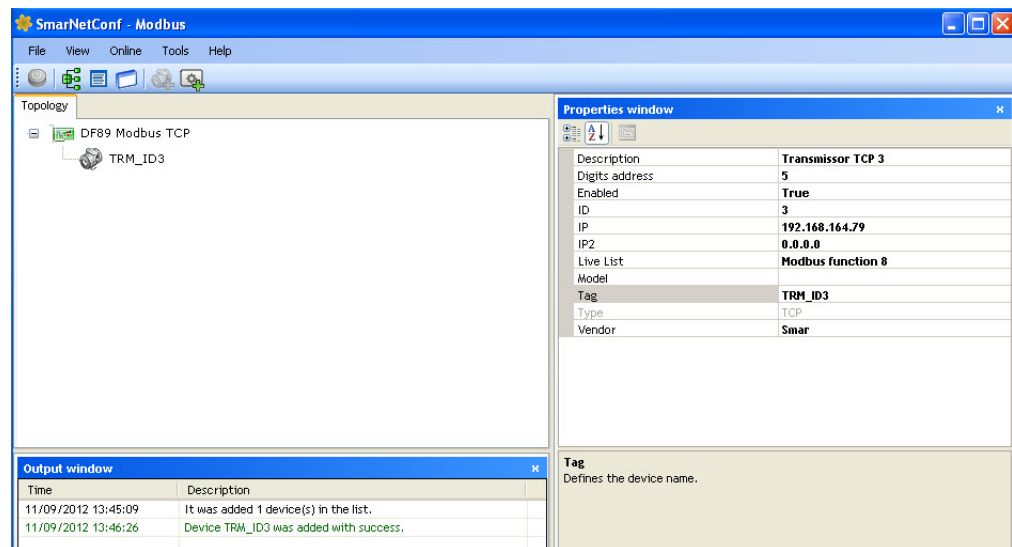 SmarNetConf - Modbus
File View Online Tools Help
Topology
DF89 Modbus TCP
TRM_ID3
Properties window
Description Transmissor TCP 3
Digits address 5
Enabled True
ID 3
IP 192.168.164.79
IP2 0.0.0.0
Live List Modbus function 8
Model
Tag TRM_ID3
Type TCP
Vendor Smar
Tag
Defines the device name.
Output window
Time Description
11/09/2012 13:45:09 It was added 1 device(s) in the list.
11/09/2012 13:46:26 Device TRM_ID3 was added with success.